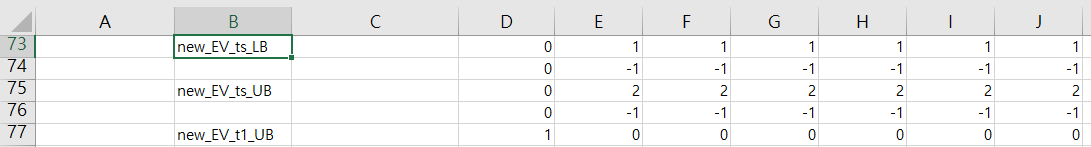 A B C D E F G H I J
73 new_EV_ts_LB 0 1 1 1 1 1 1
74 0 -1 -1 -1 -1 -1 -1
75 new_EV_ts_UB 0 2 2 2 2 2 2
76 0 -1 -1 -1 -1 -1 -1
77 new_EV_t1_UB 1 0 0 0 0 0 0